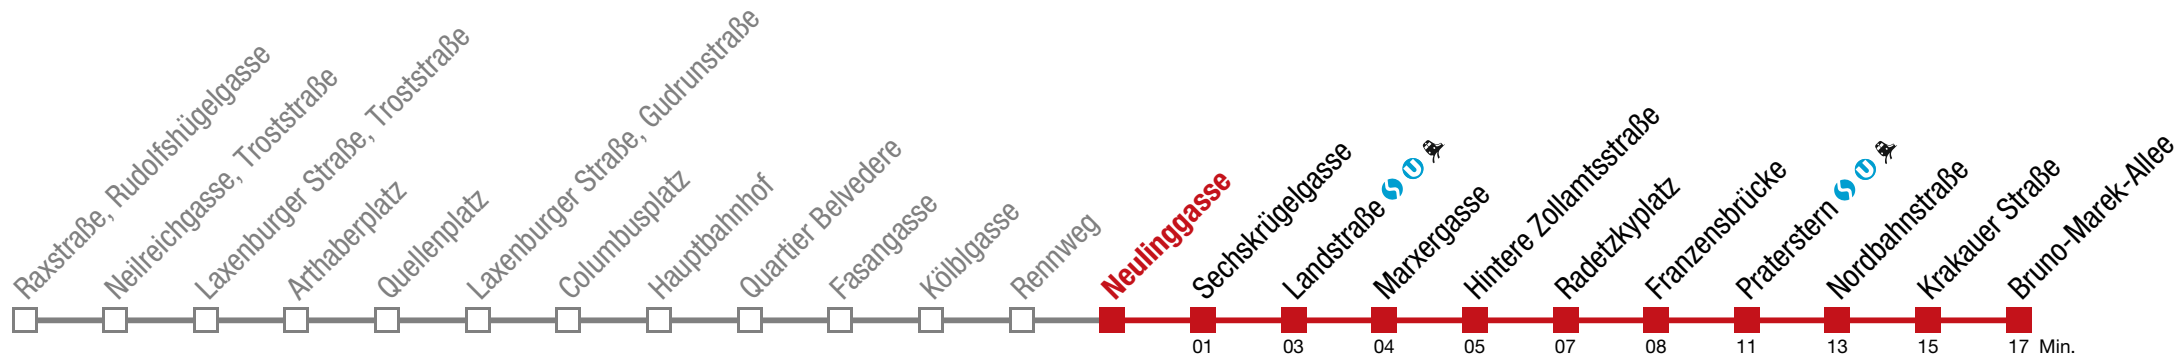 Raxstraße, Rudolfshügelgasse
Neilreichgasse, Troststraße
Laxenburger Straße, Troststraße
Arthaberplatz
Quellenplatz
Laxenburger Straße, Gudrunstraße
Columbusplatz
Hauptbahnhof
Quartier Belvedere
Fasangasse
Kölblgasse
Rennweg
Neulinggasse
Sechskrügelgasse
Landstraße S U
Marxergasse
Hintere Zollamtsstraße
Radetzkyplatz
Franzensbrücke
Praterstern S U
Nordbahnstraße
Krakauer Straße
Bruno-Marek-Allee
01 03 04 05 07 08 11 13 15 17 Min.